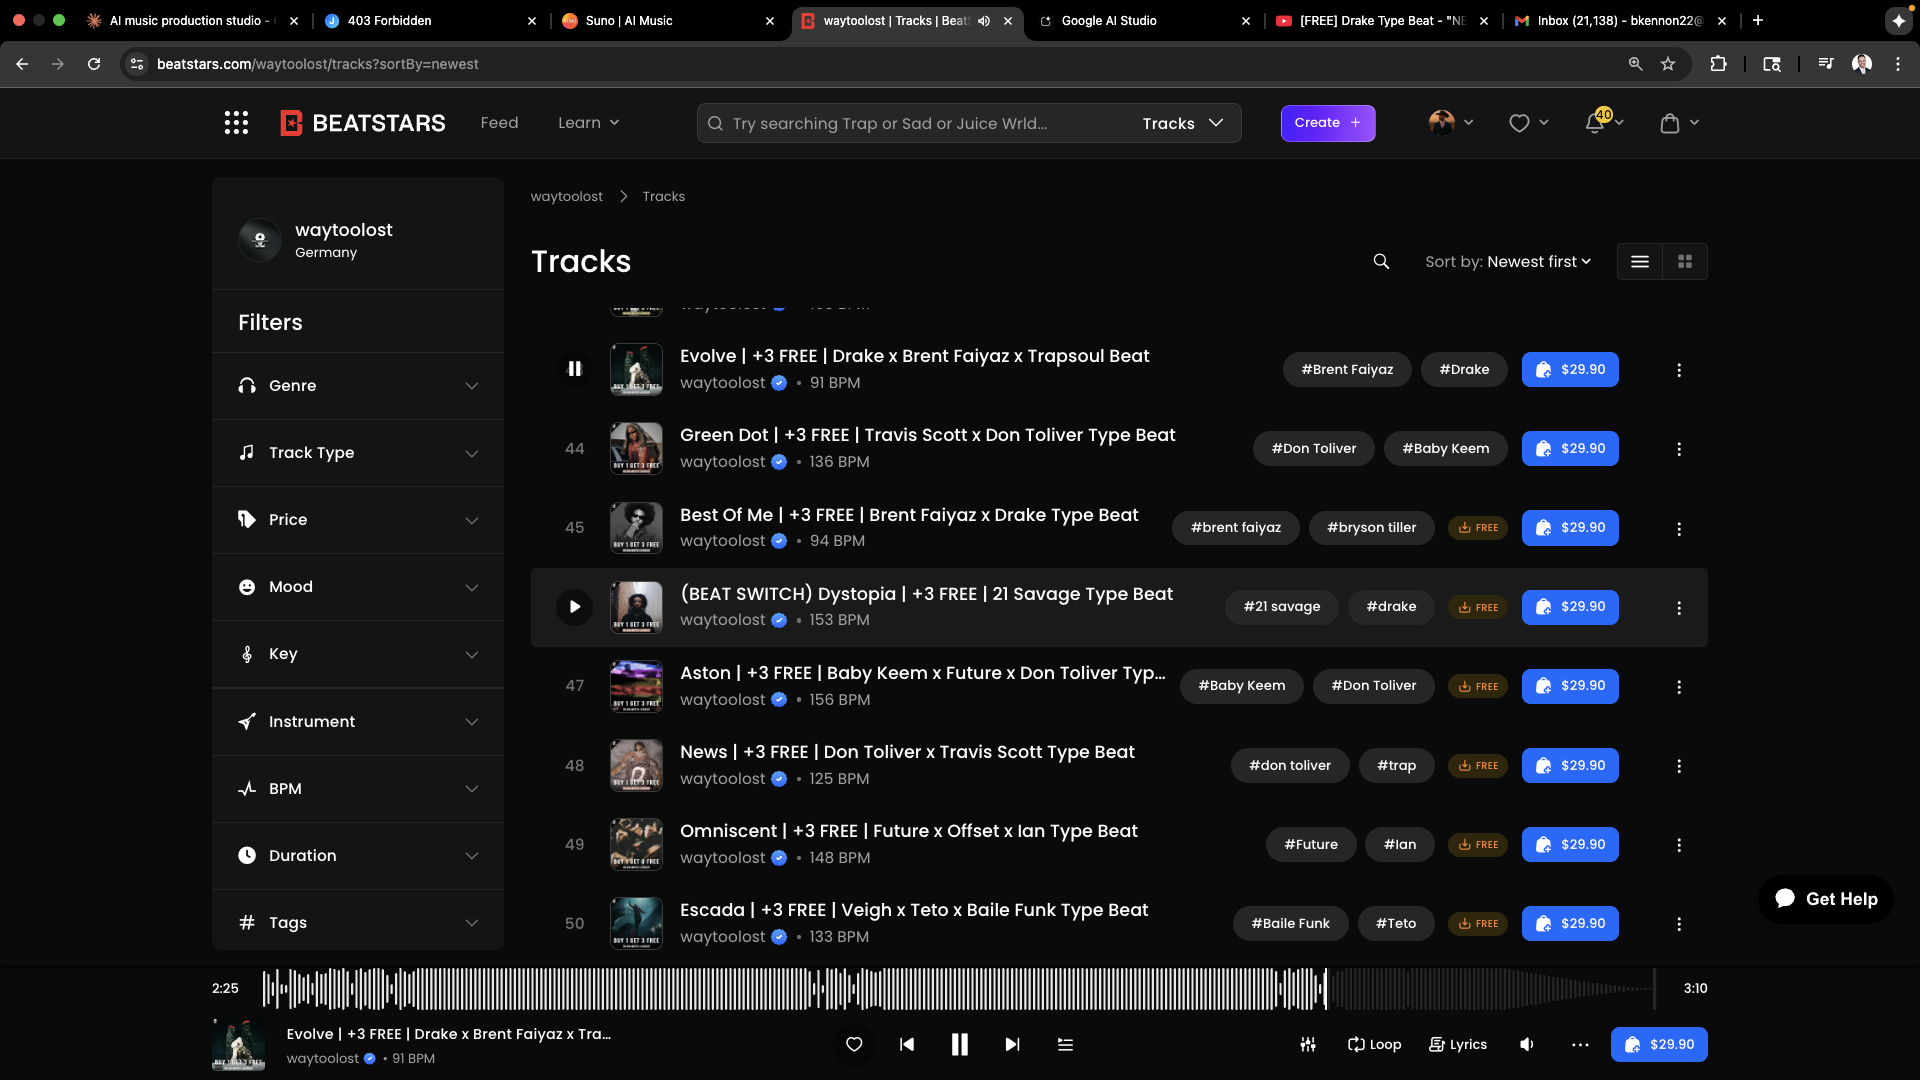 AI music production studio -
403 Forbidden
Suno | AI Music
waytoolost | Tracks | BeatS
Google AI Studio
[FREE] Drake Type Beat - "NE
Inbox (21,138) - bkennon22@
beatstars.com/waytoolost/tracks?sortBy=newest
BEATSTARS
Feed
Learn
Try searching Trap or Sad or Juice Wrld...
Tracks
Create +
40
waytoolost
Germany
Filters
Genre
Track Type
Price
Mood
Key
Instrument
BPM
Duration
Tags
waytoolost > Tracks
Tracks
Sort by: Newest first
Evolve | +3 FREE | Drake x Brent Faiyaz x Trapsoul Beat
waytoolost • 91 BPM
#Brent Faiyaz
#Drake
$29.90
44
Green Dot | +3 FREE | Travis Scott x Don Toliver Type Beat
waytoolost • 136 BPM
#Don Toliver
#Baby Keem
$29.90
45
Best Of Me | +3 FREE | Brent Faiyaz x Drake Type Beat
waytoolost • 94 BPM
#brent faiyaz
#bryson tiller
FREE
$29.90
(BEAT SWITCH) Dystopia | +3 FREE | 21 Savage Type Beat
waytoolost • 153 BPM
#21 savage
#drake
FREE
$29.90
47
Aston | +3 FREE | Baby Keem x Future x Don Toliver Typ...
waytoolost • 156 BPM
#Baby Keem
#Don Toliver
FREE
$29.90
48
News | +3 FREE | Don Toliver x Travis Scott Type Beat
waytoolost • 125 BPM
#don toliver
#trap
FREE
$29.90
49
Omniscent | +3 FREE | Future x Offset x Ian Type Beat
waytoolost • 148 BPM
#Future
#Ian
FREE
$29.90
50
Escada | +3 FREE | Veigh x Teto x Baile Funk Type Beat
waytoolost • 133 BPM
#Baile Funk
#Teto
FREE
$29.90
Get Help
2:25
3:10
Evolve | +3 FREE | Drake x Brent Faiyaz x Tra...
waytoolost • 91 BPM
Loop
Lyrics
$29.90